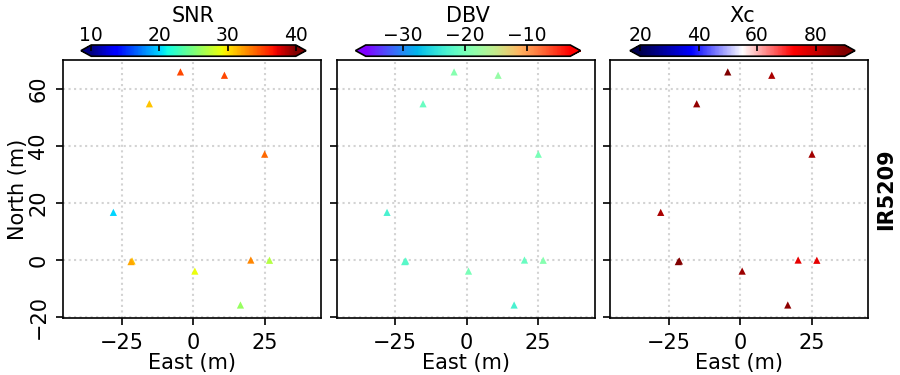 SNR DBV Xc
10 20 30 40 −30 −20 −10 20 40 60 80
North (m)
60
40
20
0
−20
IR5209
−25 0 25 −25 0 25 −25 0 25
East (m) East (m) East (m)